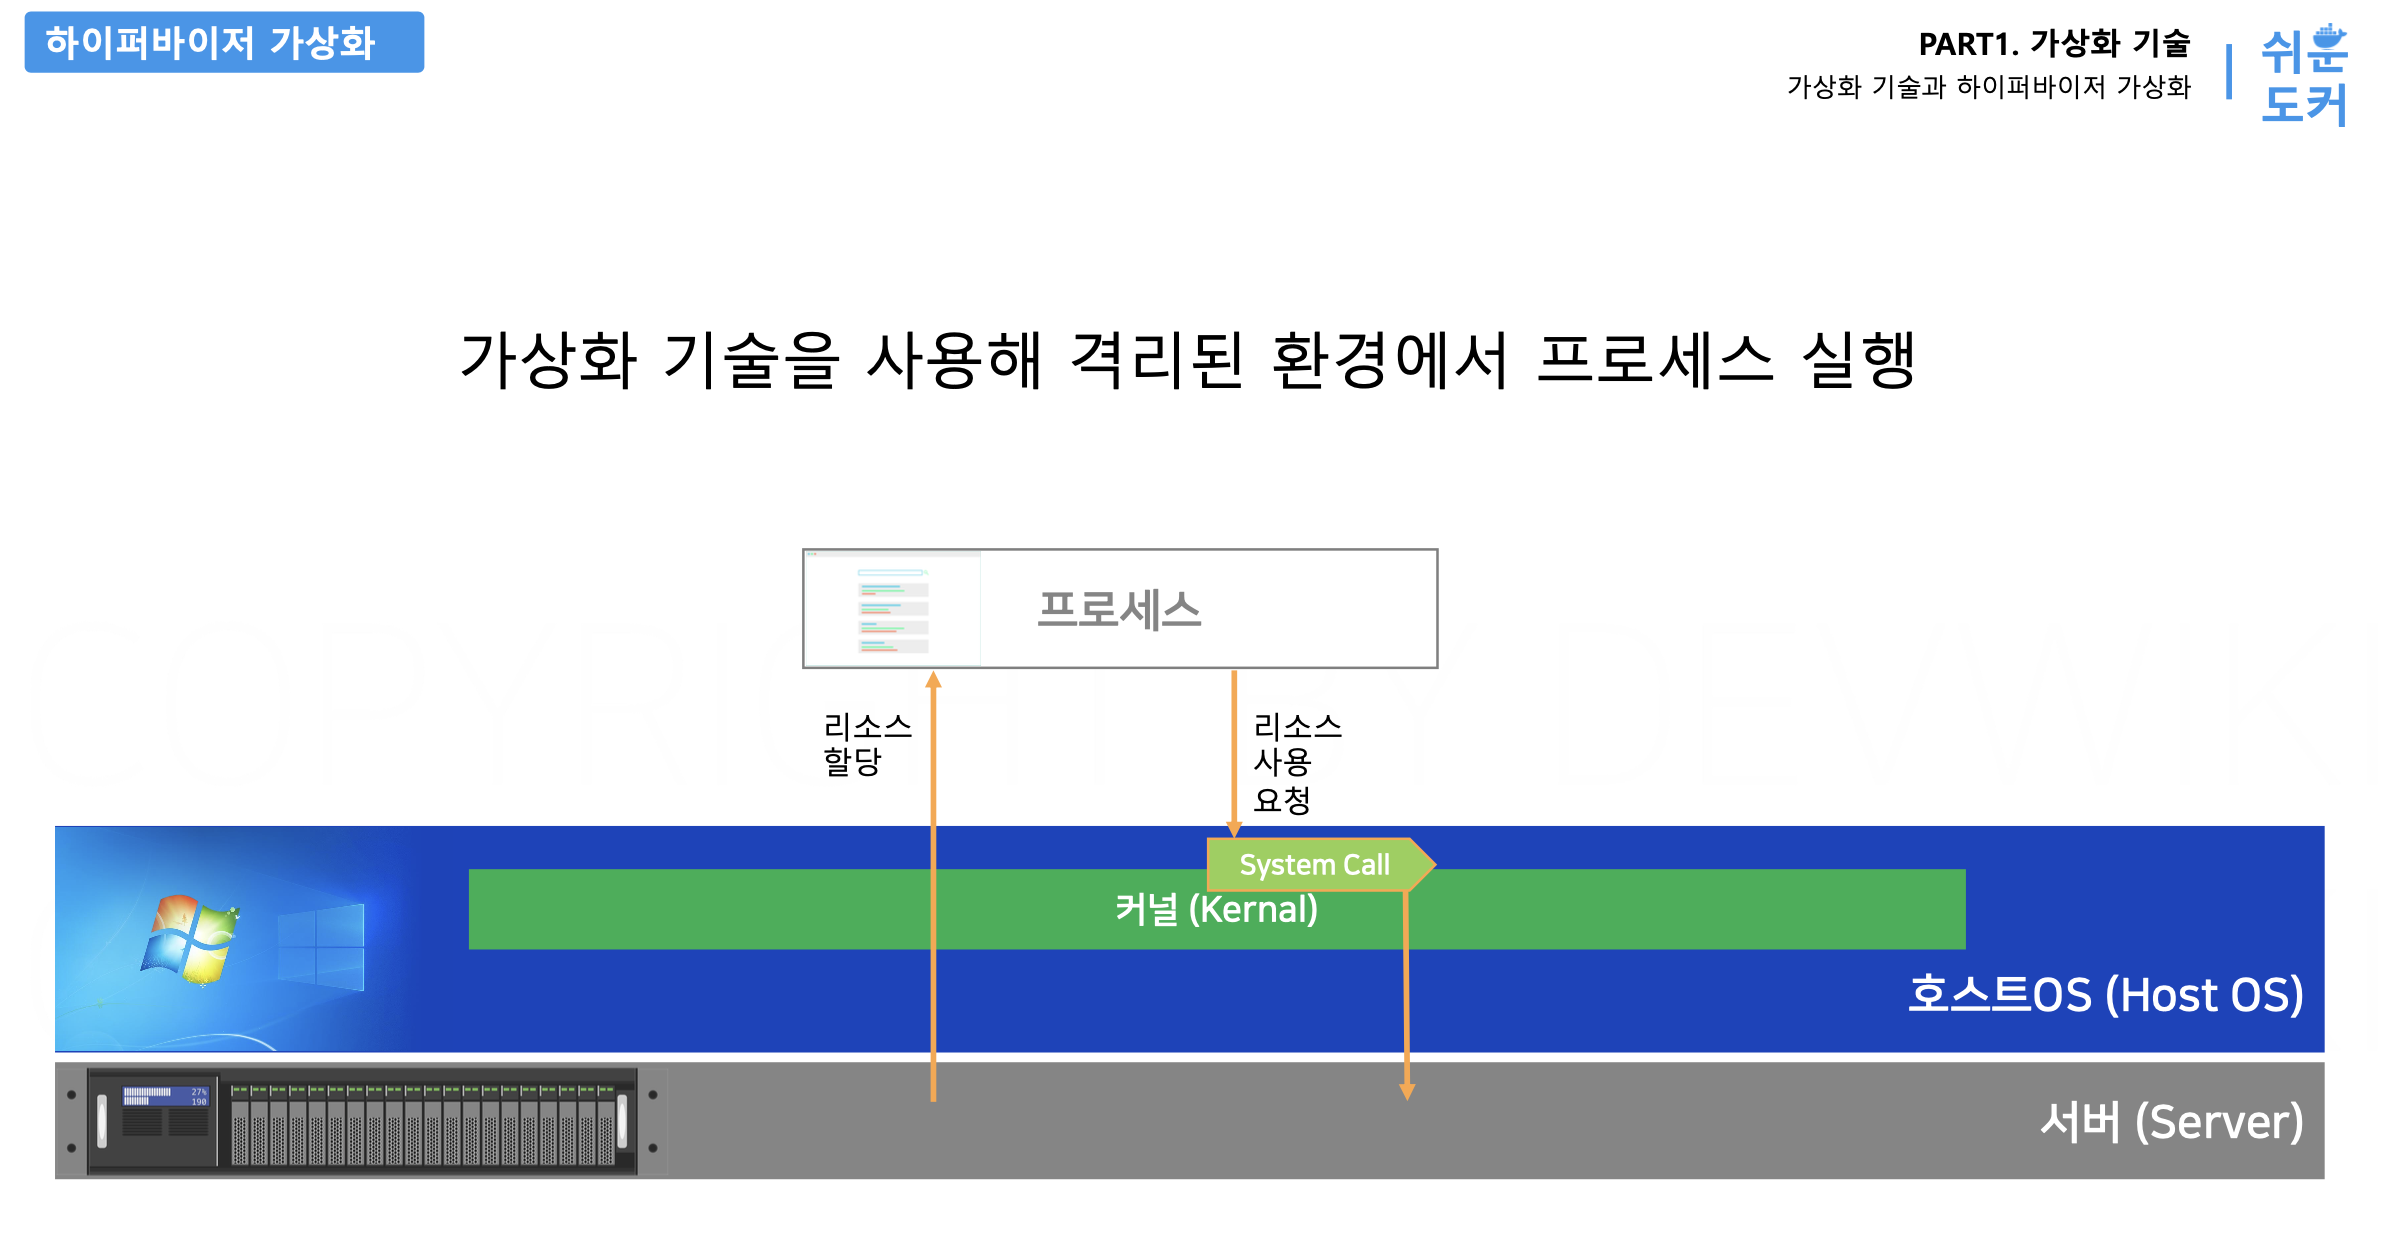 하이퍼바이저 가상화
PART1. 가상화 기술
가상화 기술과 하이퍼바이저 가상화
쉬운
도커
가상화 기술을 사용해 격리된 환경에서 프로세스 실행
프로세스
리소스
할당
리소스
사용
요청
System Call
커널 (Kernal)
호스트OS (Host OS)
27%
190
서버 (Server)
COPYRIGHT BY DEVWIKI